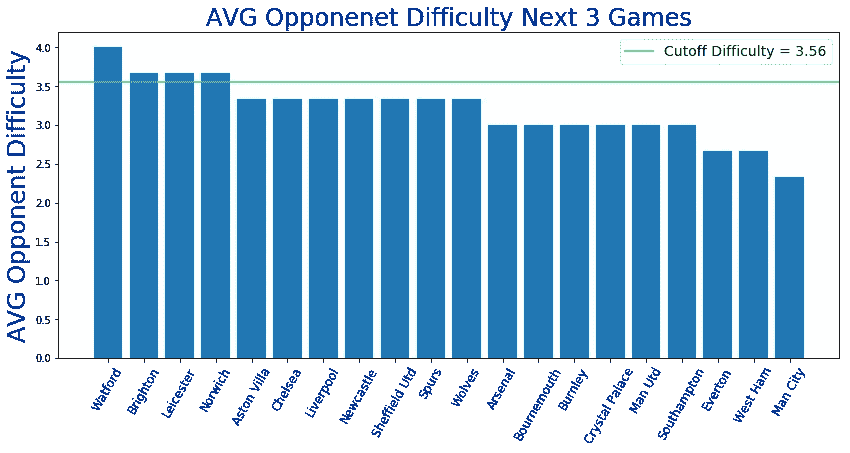 AVG Opponenet Difficulty Next 3 Games
Cutoff Difficulty = 3.56
AVG Opponent Difficulty
4.0
3.5
3.0
2.5
2.0
1.5
1.0
0.5
0.0
Watford
Brighton
Leicester
Norwich
Aston Villa
Chelsea
Liverpool
Newcastle
Sheffield Utd
Spurs
Wolves
Arsenal
Bournemouth
Burnley
Crystal Palace
Man Utd
Southampton
Everton
West Ham
Man City